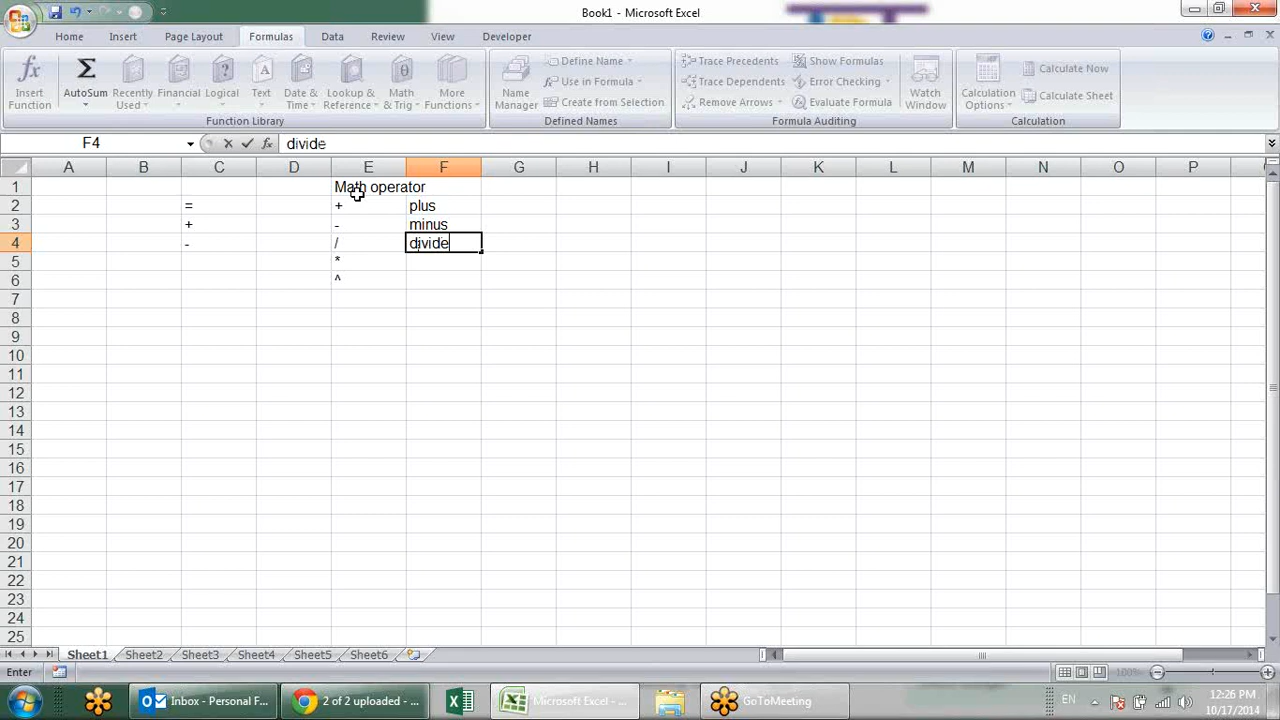 Book1 - Microsoft Excel
Home Insert Page Layout Formulas Data Review View Developer
Insert Function
AutoSum
Recently Used
Financial
Logical
Text
Date & Time
Lookup & Reference
Math & Trig
More Functions
Function Library
Name Manager
Define Name
Use in Formula
Create from Selection
Defined Names
Trace Precedents
Trace Dependents
Remove Arrows
Show Formulas
Error Checking
Evaluate Formula
Formula Auditing
Watch Window
Calculation Options
Calculate Now
Calculate Sheet
Calculation
F4 fx divide
A B C D E F G H I J K L M N O P
1 Math operator
2 = + plus
3 + - minus
4 - / divide
5 *
6 ^
7
8
9
10
11
12
13
14
15
16
17
18
19
20
21
22
23
24
25
Sheet1 Sheet2 Sheet3 Sheet4 Sheet5 Sheet6
Enter 100%
Inbox - Personal F... 2 of 2 uploaded - ... Microsoft Excel - ... GoToMeeting EN 12:26 PM
10/17/2014